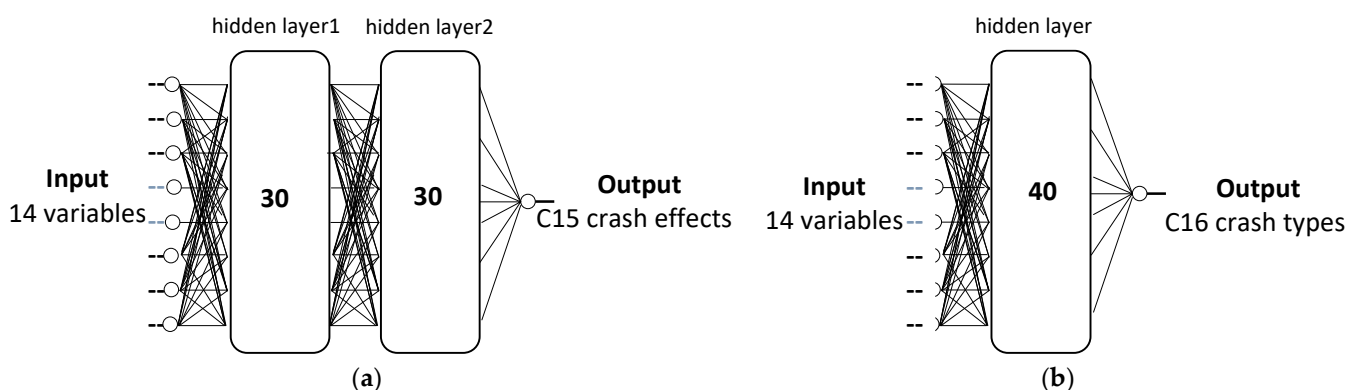 hidden layer1
hidden layer2
Input
14 variables
30
30
Output
C15 crash effects
(a)
hidden layer
Input
14 variables
40
Output
C16 crash types
(b)